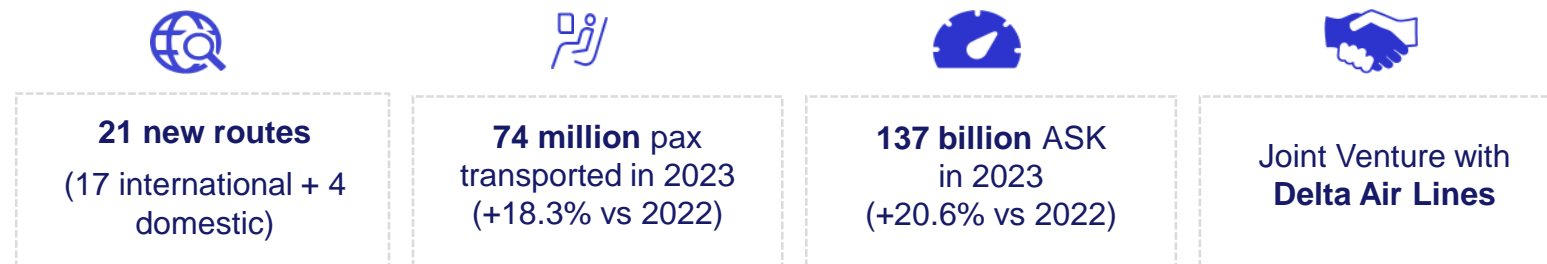 21 new routes
(17 international + 4
domestic)
74 million pax
transported in 2023
(+18.3% vs 2022)
137 billion ASK
in 2023
(+20.6% vs 2022)
Joint Venture with
Delta Air Lines